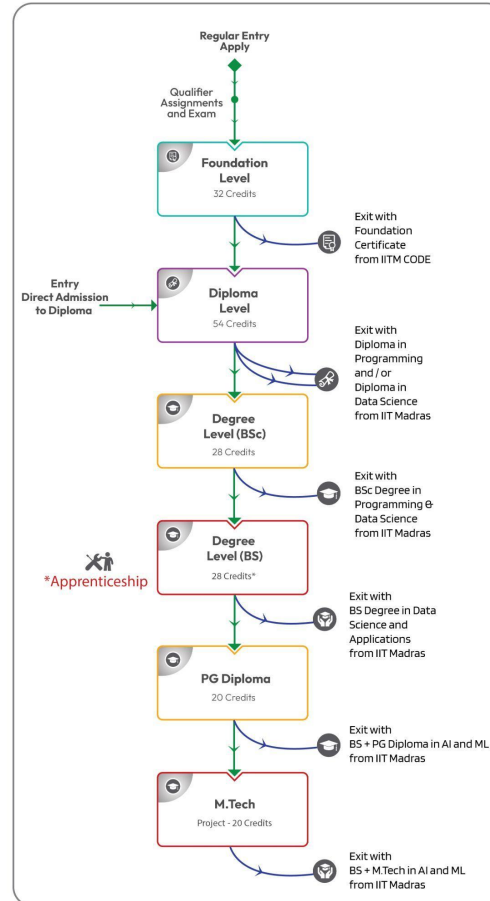 Regular Entry
Apply
Qualifier
Assignments
and Exam
Foundation
Level
32 Credits
Exit with
Foundation
Certificate
from IITM CODE
Entry
Direct Admission
to Diploma
Diploma
Level
54 Credits
Exit with
Diploma in
Programming
and / or
Diploma in
Data Science
from IIT Madras
Degree
Level (BSc)
28 Credits
Exit with
BSc Degree in
Programming &
Data Science
from IIT Madras
*Apprenticeship
Degree
Level (BS)
28 Credits*
Exit with
BS Degree in Data
Science and
Applications
from IIT Madras
PG Diploma
20 Credits
Exit with
BS + PG Diploma in AI and ML
from IIT Madras
M.Tech
Project - 20 Credits
Exit with
BS + M.Tech in AI and ML
from IIT Madras